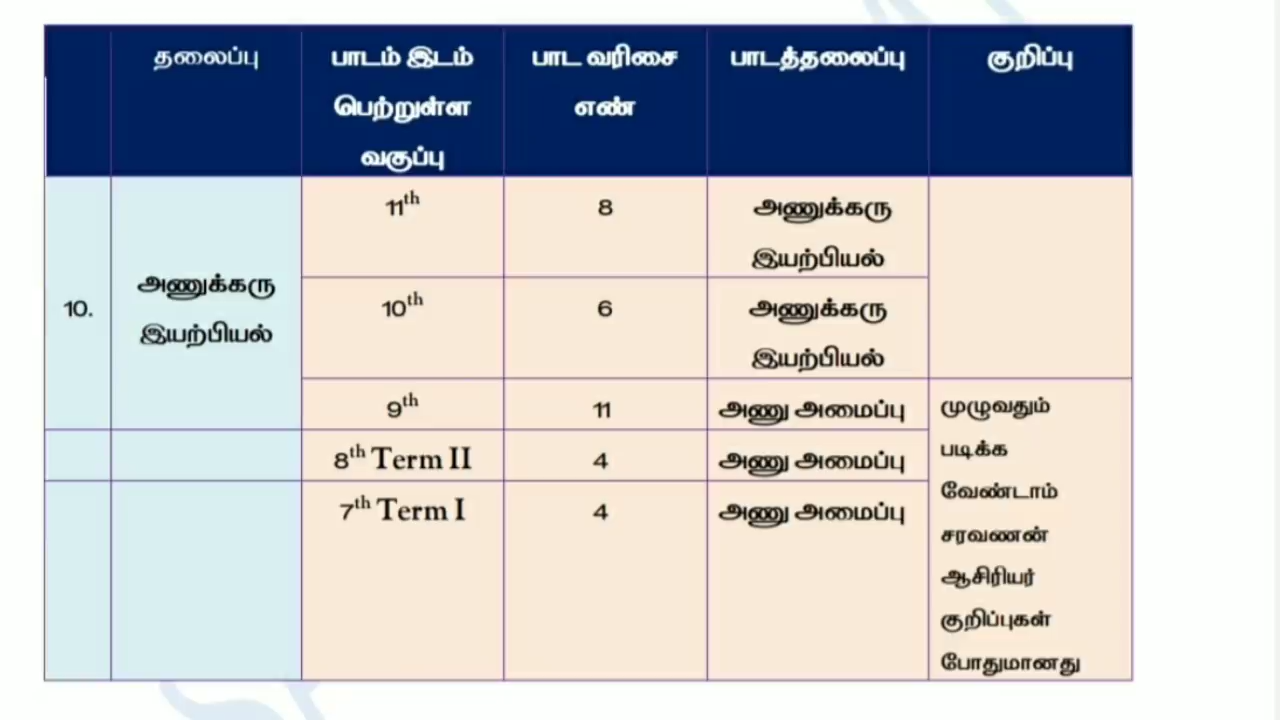 தலைப்பு
பாடம் இடம்
பெற்றுள்ள
வகுப்பு
பாட வரிசை
எண்
பாடத்தலைப்பு
குறிப்பு
10.
அணுக்கரு
இயற்பியல்
11th
8
அணுக்கரு
இயற்பியல்
10th
6
அணுக்கரு
இயற்பியல்
9th
11
அணு அமைப்பு
8th Term II
4
அணு அமைப்பு
7th Term I
4
அணு அமைப்பு
முழுவதும்
படிக்க
வேண்டாம்
சரவணன்
ஆசிரியர்
குறிப்புகள்
போதுமானது